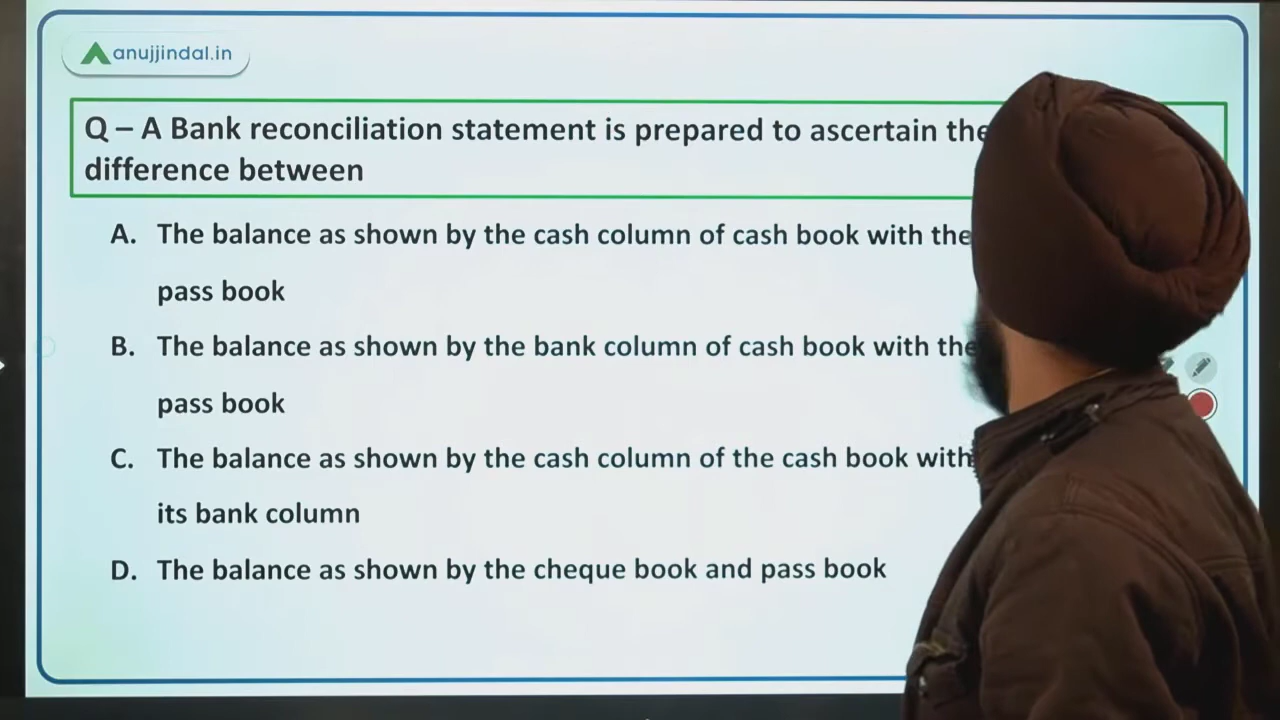 anujjindal.in
Q – A Bank reconciliation statement is prepared to ascertain the
difference between
A. The balance as shown by the cash column of cash book with the
pass book
B. The balance as shown by the bank column of cash book with the
pass book
C. The balance as shown by the cash column of the cash book with
its bank column
D. The balance as shown by the cheque book and pass book